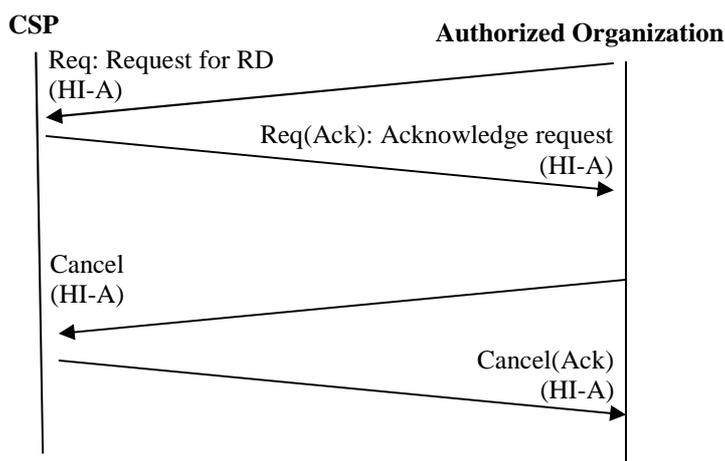 CSP
Authorized Organization
Req: Request for RD
(HI-A)
Req(Ack): Acknowledge request
(HI-A)
Cancel
(HI-A)
Cancel(Ack)
(HI-A)